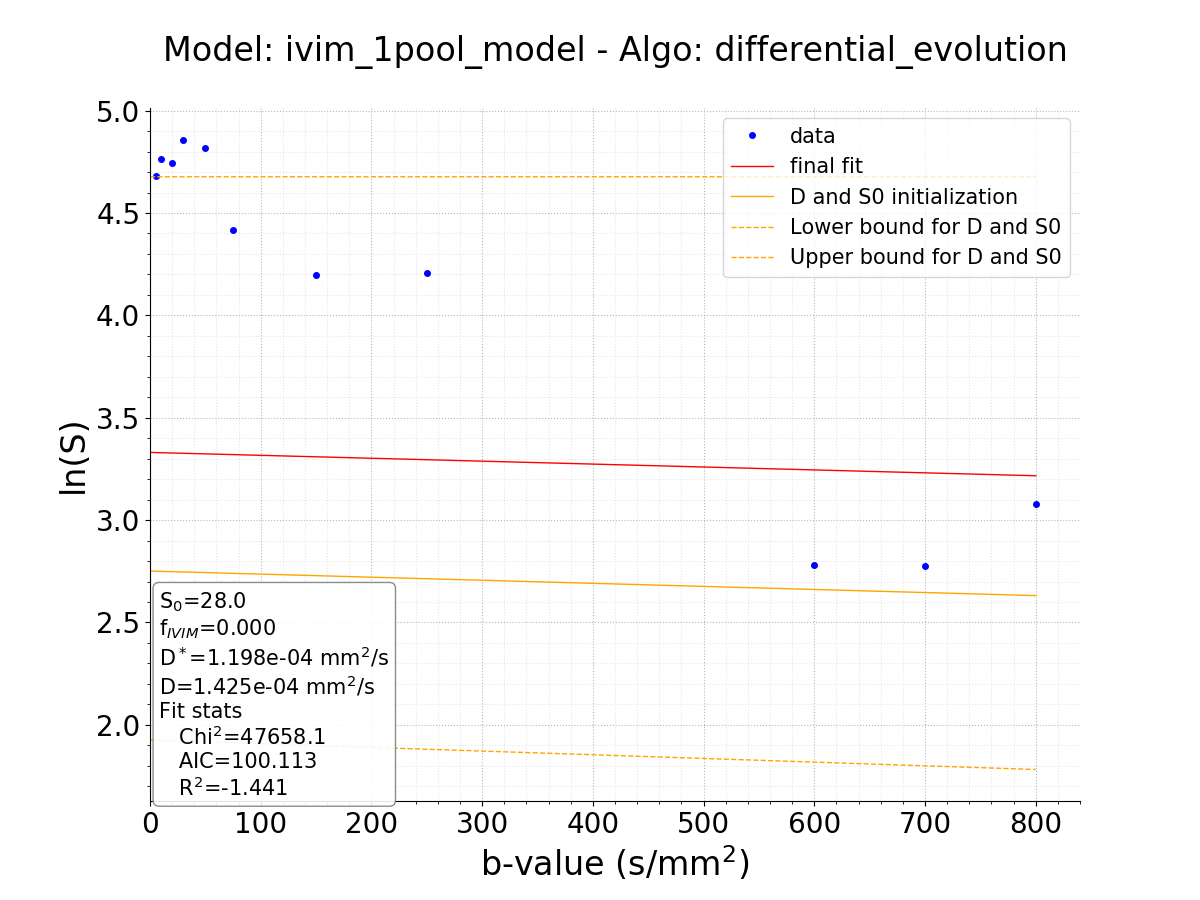 Model: ivim_1pool_model - Algo: differential_evolution
5.0
4.5
4.0
3.5
3.0
2.5
2.0
ln(S)
data
final fit
D and S0 initialization
Lower bound for D and S0
Upper bound for D and S0
S₀=28.0
f_IVIM=0.000
D*=1.198e-04 mm²/s
D=1.425e-04 mm²/s
Fit stats
Chi²=47658.1
AIC=100.113
R²=-1.441
0 100 200 300 400 500 600 700 800
b-value (s/mm²)